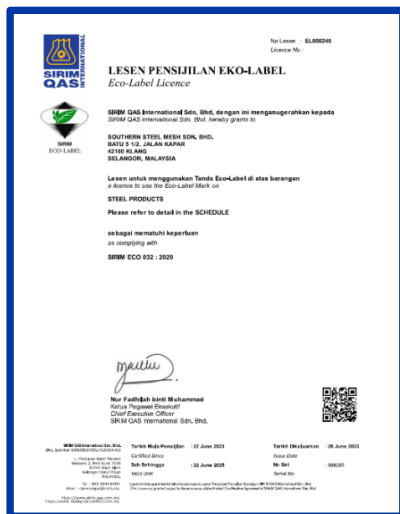 No Lesen : EL000246
Licence No :
SIRIM
QAS
INTERNATIONAL
LESEN PENSIJILAN EKO-LABEL
Eco-Label Licence
SIRIM
ECO-LABEL
SIRIM QAS International Sdn. Bhd. dengan ini menganugerahkan kepada
SIRIM QAS International Sdn. Bhd. hereby grants to
SOUTHERN STEEL MESH SDN. BHD.
BATU 5 1/2, JALAN KAPAR
42100 KLANG
SELANGOR, MALAYSIA
Lesen untuk menggunakan Tanda Eco-Label di atas barangan
a licence to use the Eco-Label Mark on
STEEL PRODUCTS
Please refer to detail in the SCHEDULE
sebagai mematuhi keperluan
as complying with
SIRIM ECO 032 : 2020
Nur Fadhilah binti Muhammad
Ketua Pegawai Eksekutif
Chief Executive Officer
SIRIM QAS International Sdn. Bhd.
SIRIM QAS International Sdn. Bhd.
Tarikh Mula Pensijilan : 22 June 2023
Certified Since
Sah Sehingga : 22 June 2025
Valid Until
Tarikh Dikeluarkan : 26 June 2023
Issue Date
No Siri
Serial No